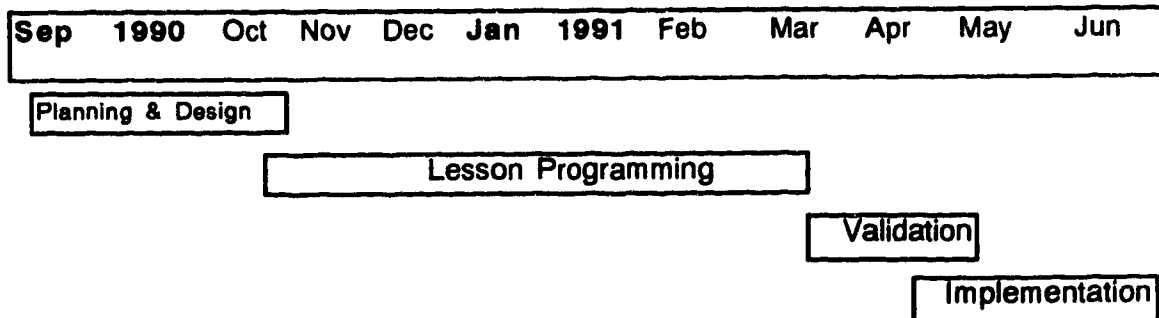 Sep 1990 Oct Nov Dec Jan 1991 Feb Mar Apr May Jun
Planning & Design
Lesson Programming
Validation
Implementation